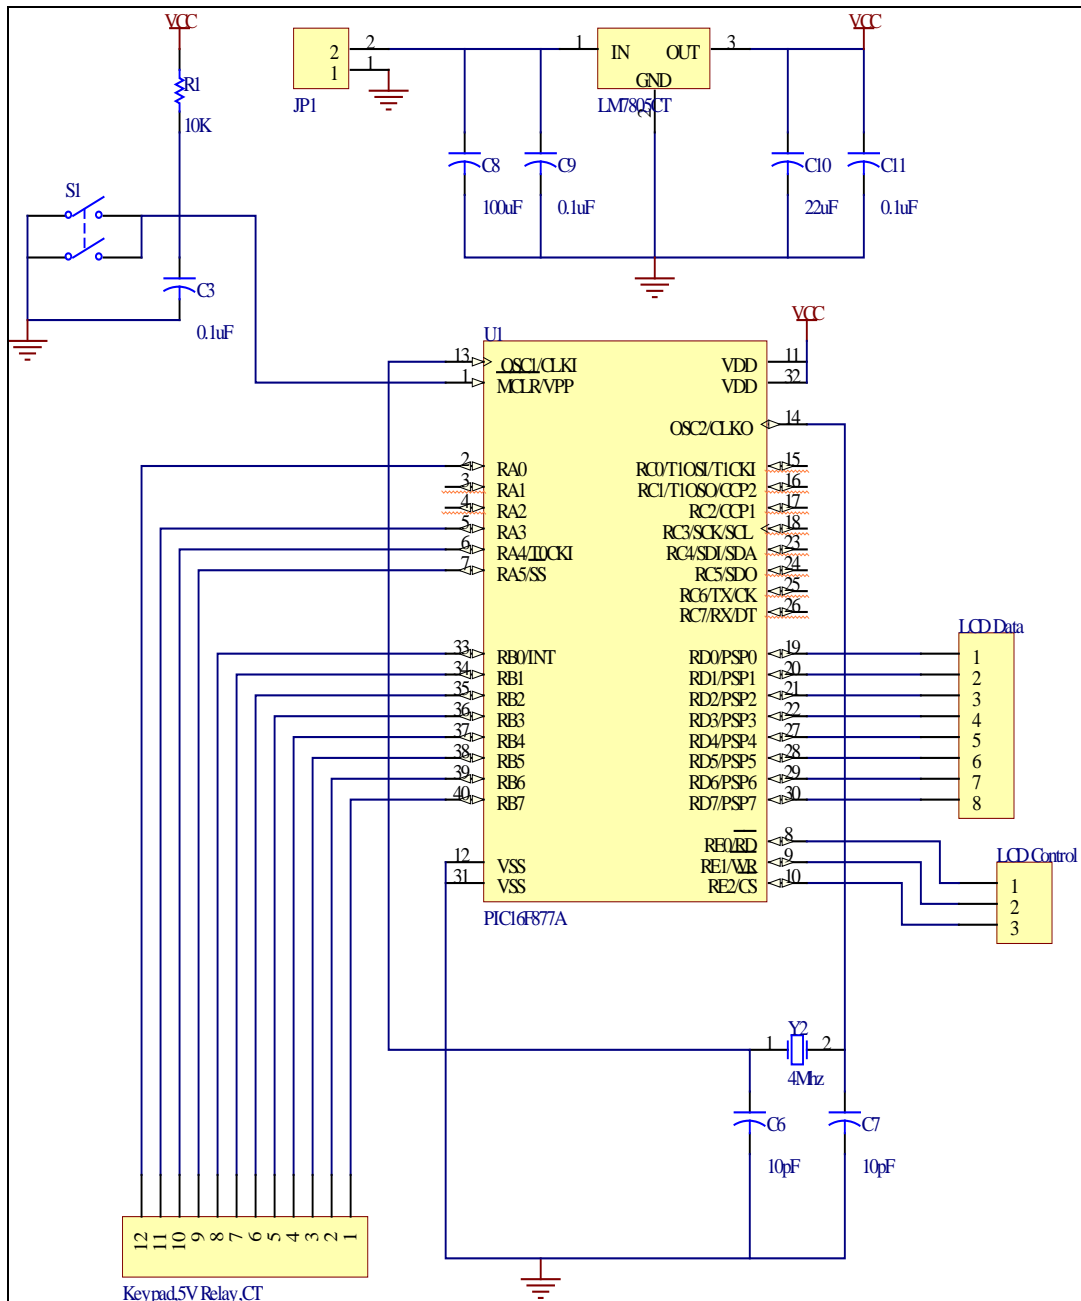 VCC
R1
10K
S1
C3
0.1uF
2
1
2
1
JP1
1
IN
OUT
GND
3
2
LM7805CT
VCC
C8
100uF
C9
0.1uF
C10
22uF
C11
0.1uF
U1
VCC
13
OSC1/CLKI
1
MCLR/VPP
2
RA0
3
RA1
4
RA2
5
RA3
6
RA4/T0CKI
7
RA5/SS
33
RB0/INT
34
RB1
35
RB2
36
RB3
37
RB4
38
RB5
39
RB6
40
RB7
12
VSS
31
VSS
VDD
11
VDD
32
OSC2/CLKO
14
RC0/T1OSI/T1CKI
15
RC1/T1OSO/CCP2
16
RC2/CCP1
17
RC3/SCK/SCL
18
RC4/SDI/SDA
23
RC5/SDO
24
RC6/TX/CK
25
RC7/RX/DT
26
RD0/PSP0
19
RD1/PSP1
20
RD2/PSP2
21
RD3/PSP3
22
RD4/PSP4
27
RD5/PSP5
28
RD6/PSP6
29
RD7/PSP7
30
RE0/RD
8
RE1/WR
9
RE2/CS
10
PIC16F877A
LCD Data
1
2
3
4
5
6
7
8
LCD Control
1
2
3
1
Y2
2
4Mhz
C6
10pF
C7
10pF
12
11
10
9
8
7
6
5
4
3
2
1
Keypad,5V Relay,CT